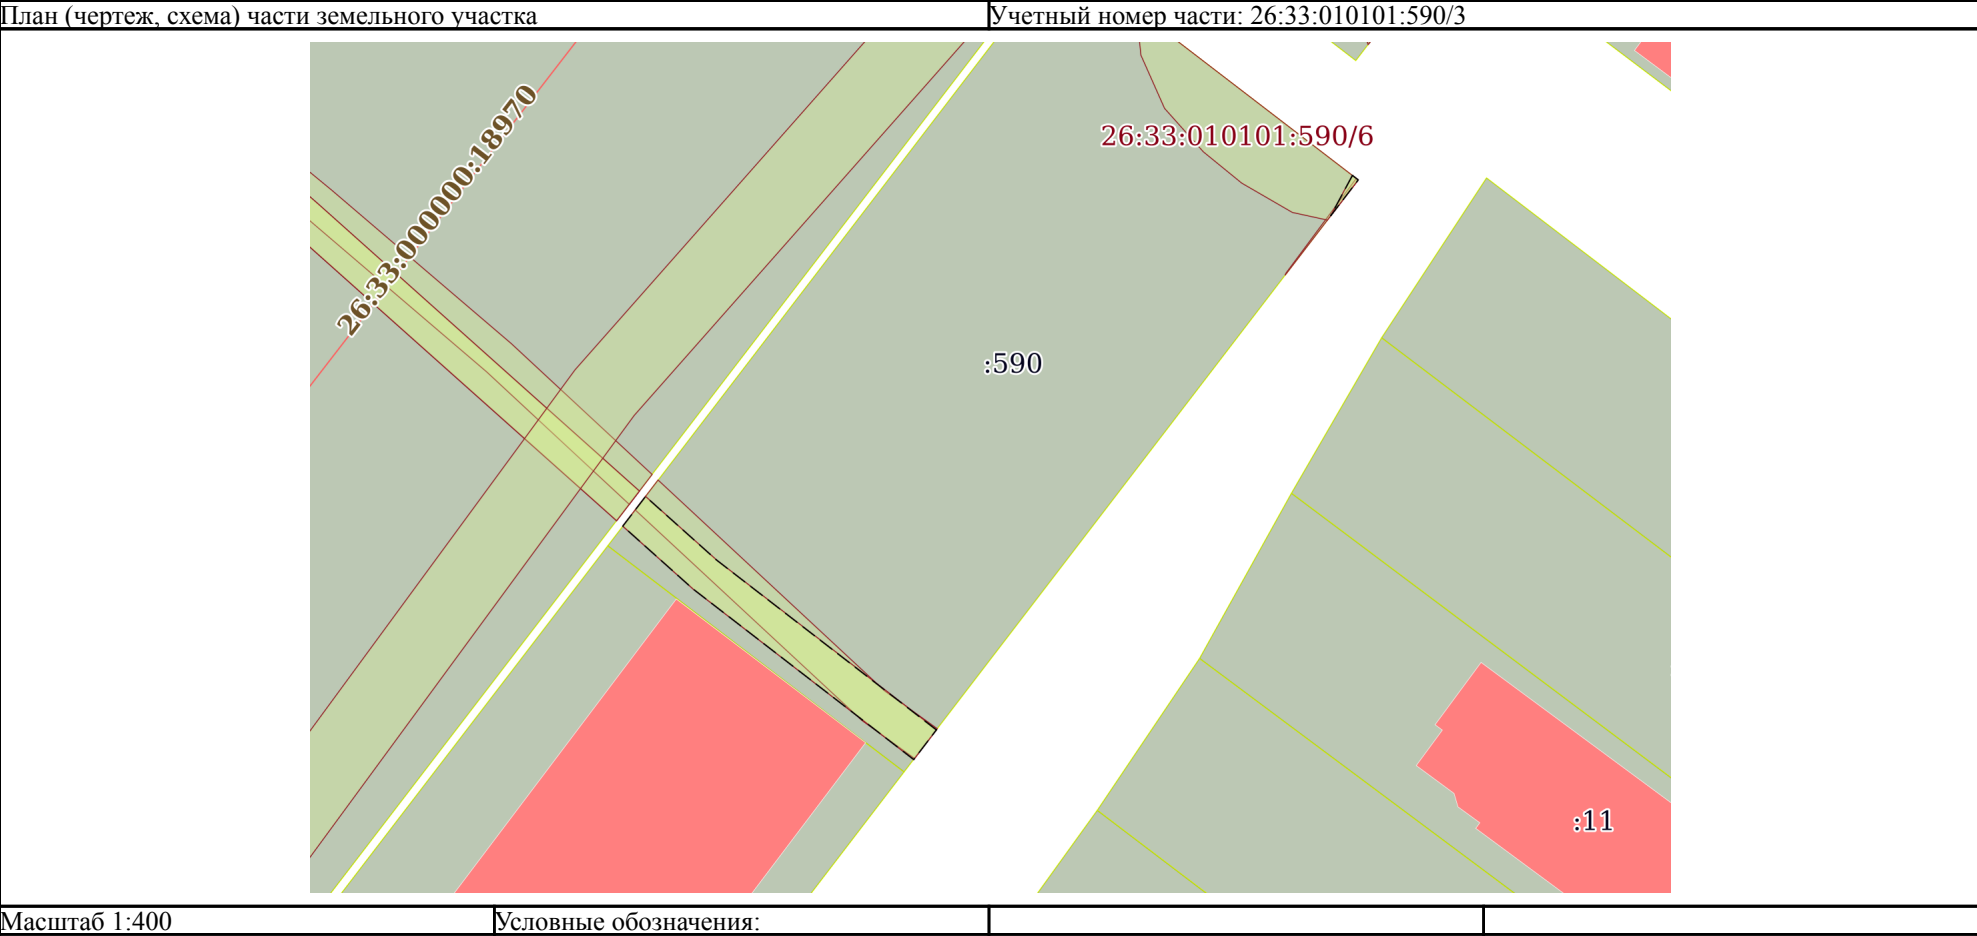 План (чертеж, схема) части земельного участка
Учетный номер части: 26:33:010101:590/3
26:33:000000:18970
26:33:010101:590/6
:590
:11
Масштаб 1:400
Условные обозначения: